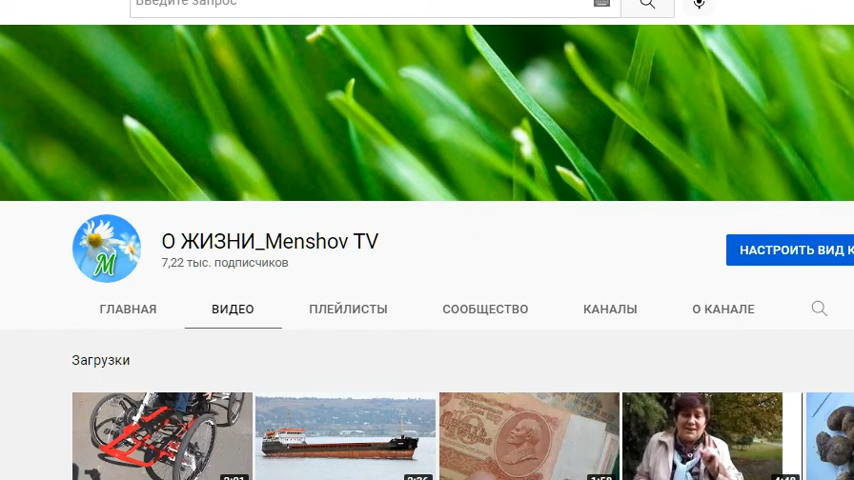 Введите запрос
О ЖИЗНИ_Menshov TV
7,22 тыс. подписчиков
НАСТРОИТЬ ВИД К
ГЛАВНАЯ ВИДЕО ПЛЕЙЛИСТЫ СООБЩЕСТВО КАНАЛЫ О КАНАЛЕ
Загрузки